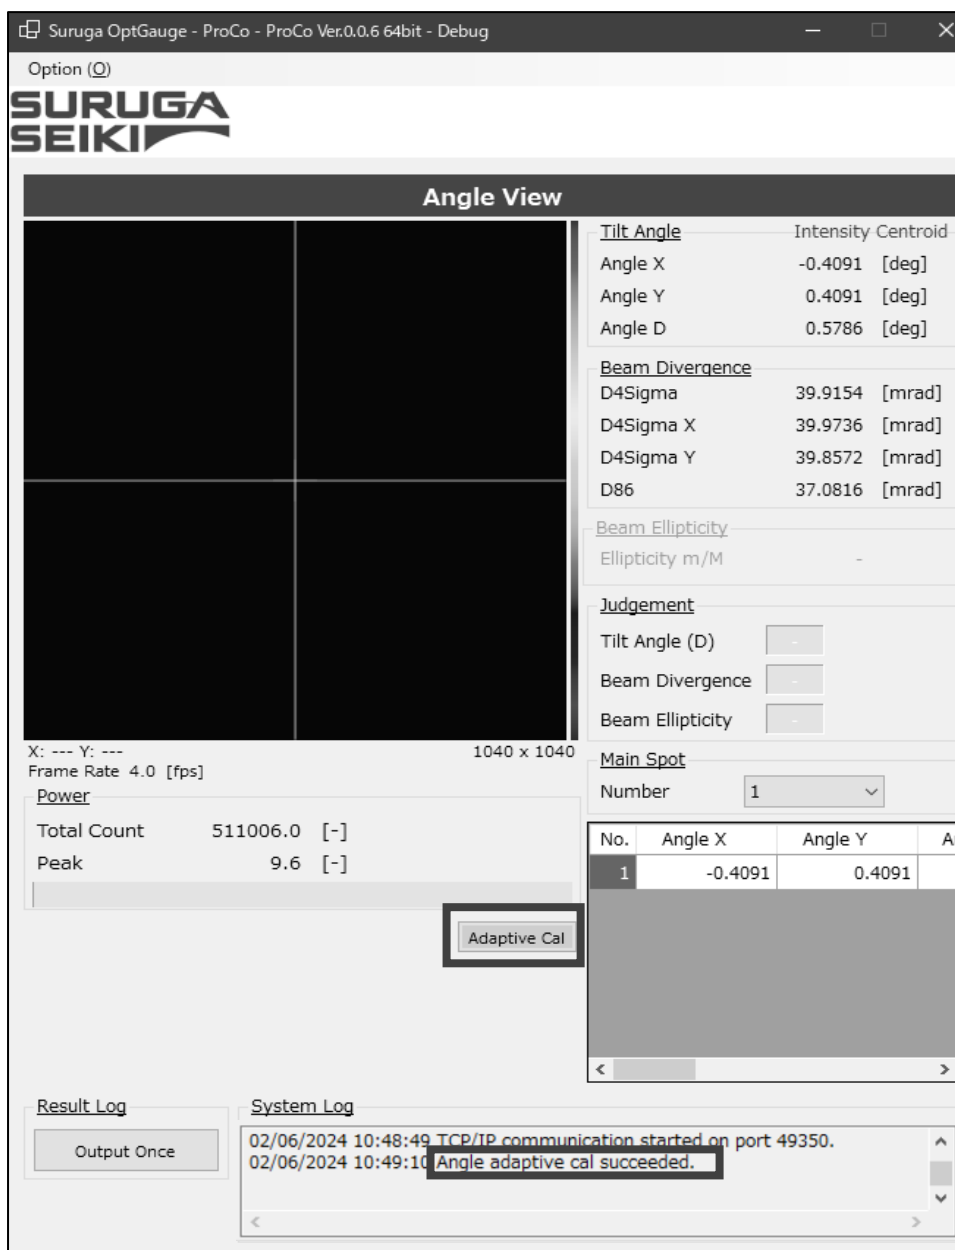 Suruga OptGauge - ProCo - ProCo Ver.0.0.6 64bit - Debug
Option (O)
SURUGA
SEIKI
Angle View
Tilt Angle Intensity Centroid
Angle X -0.4091 [deg]
Angle Y 0.4091 [deg]
Angle D 0.5786 [deg]
Beam Divergence
D4Sigma 39.9154 [mrad]
D4Sigma X 39.9736 [mrad]
D4Sigma Y 39.8572 [mrad]
D86 37.0816 [mrad]
Beam Ellipticity
Ellipticity m/M -
Judgement
Tilt Angle (D) -
Beam Divergence -
Beam Ellipticity -
X: --- Y: --- 1040 x 1040
Frame Rate 4.0 [fps]
Main Spot
Number 1
Power
Total Count 511006.0 [-]
Peak 9.6 [-]
Adaptive Cal
No. Angle X Angle Y A
1 -0.4091 0.4091
Result Log
Output Once
System Log
02/06/2024 10:48:49 TCP/IP communication started on port 49350.
02/06/2024 10:49:10 Angle adaptive cal succeeded.